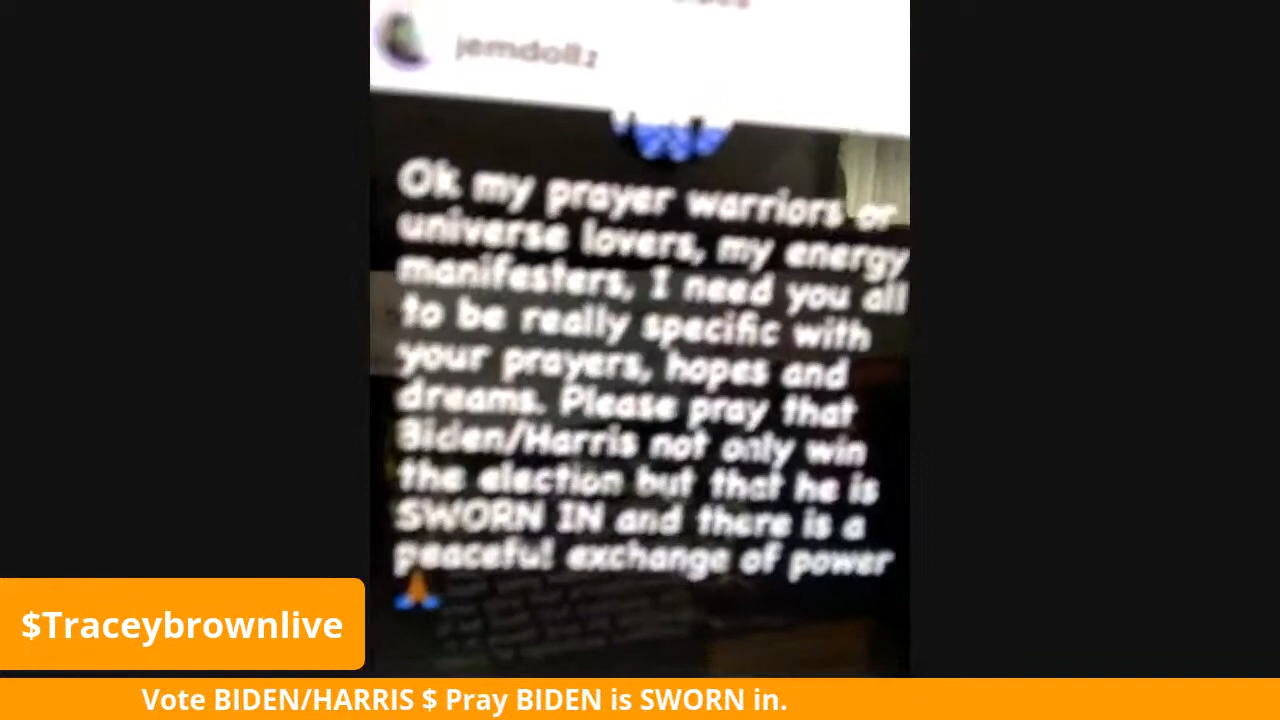 jemdollz
Ok my prayer warriors or
universe lovers, my energy
manifesters, I need you all
to be really specific with
your prayers, hopes and
dreams. Please pray that
Biden/Harris not only win
the election but that he is
SWORN IN and there is a
peaceful exchange of power
$Traceybrownlive
Vote BIDEN/HARRIS $ Pray BIDEN is SWORN in.